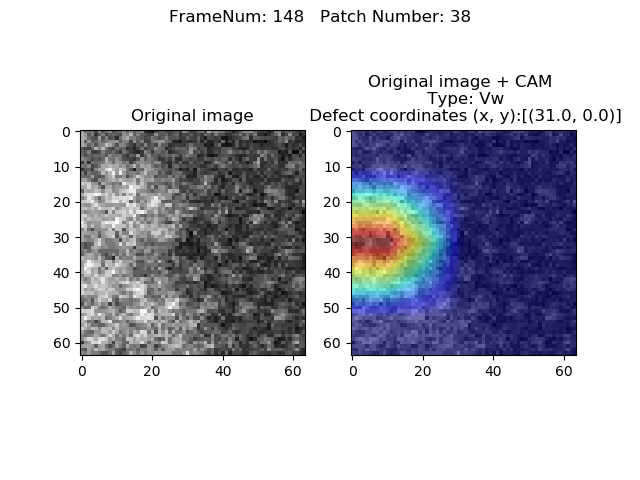 FrameNum: 148   Patch Number: 38
Original image
Original image + CAM
Type: Vw
Defect coordinates (x, y):[(31.0, 0.0)]
0
10
20
30
40
50
60
0 20 40 60
0
10
20
30
40
50
60
0 20 40 60